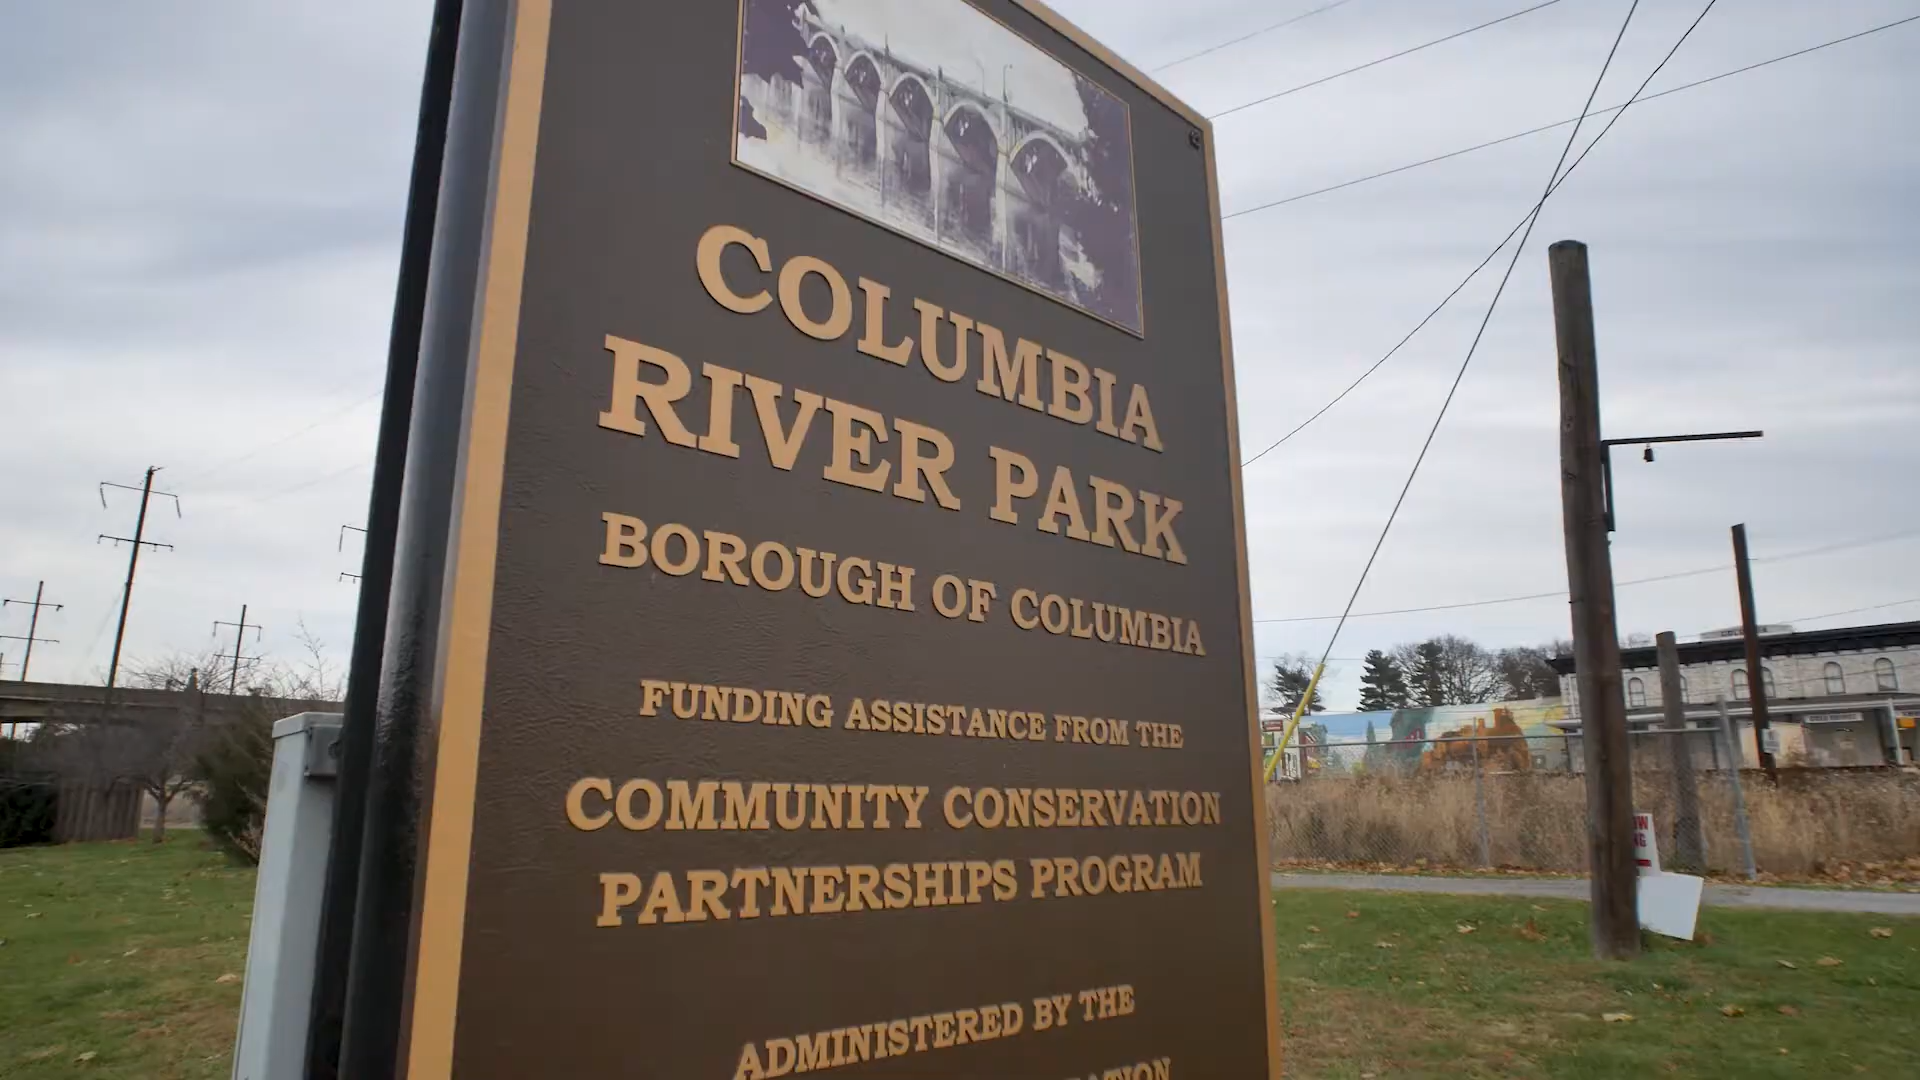 COLUMBIA
RIVER PARK
BOROUGH OF COLUMBIA
FUNDING ASSISTANCE FROM THE
COMMUNITY CONSERVATION
PARTNERSHIPS PROGRAM
ADMINISTERED BY THE